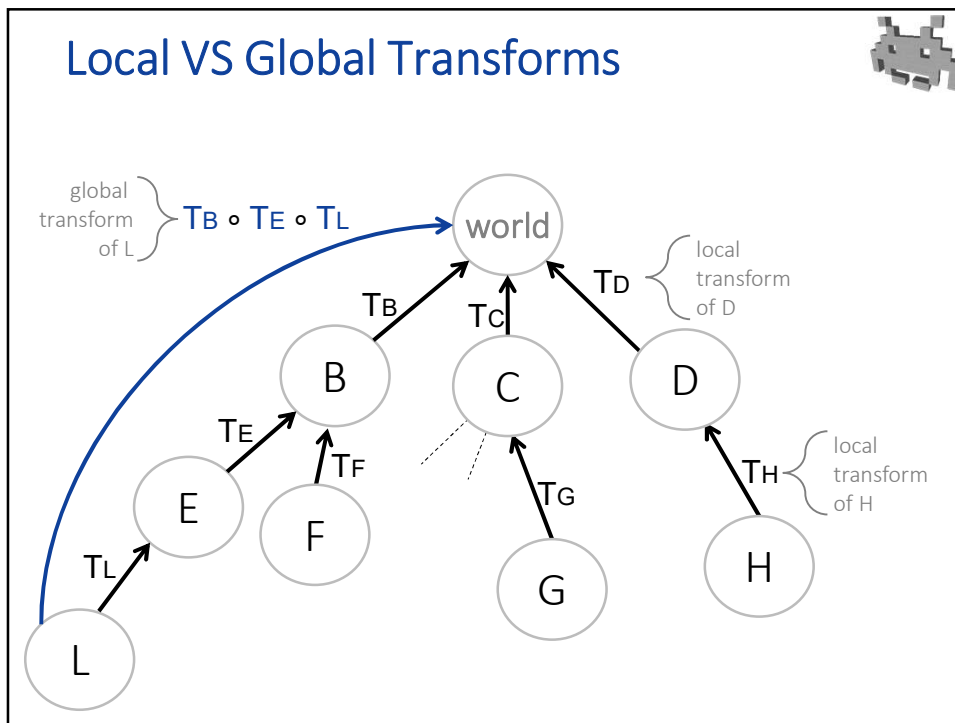 Local VS Global Transforms
global
transform
of L
TB ∘ TE ∘ TL
world
TD
local
transform
of D
TB
TC
B
C
D
TE
TF
TH
local
transform
of H
E
F
TG
TL
G
H
L